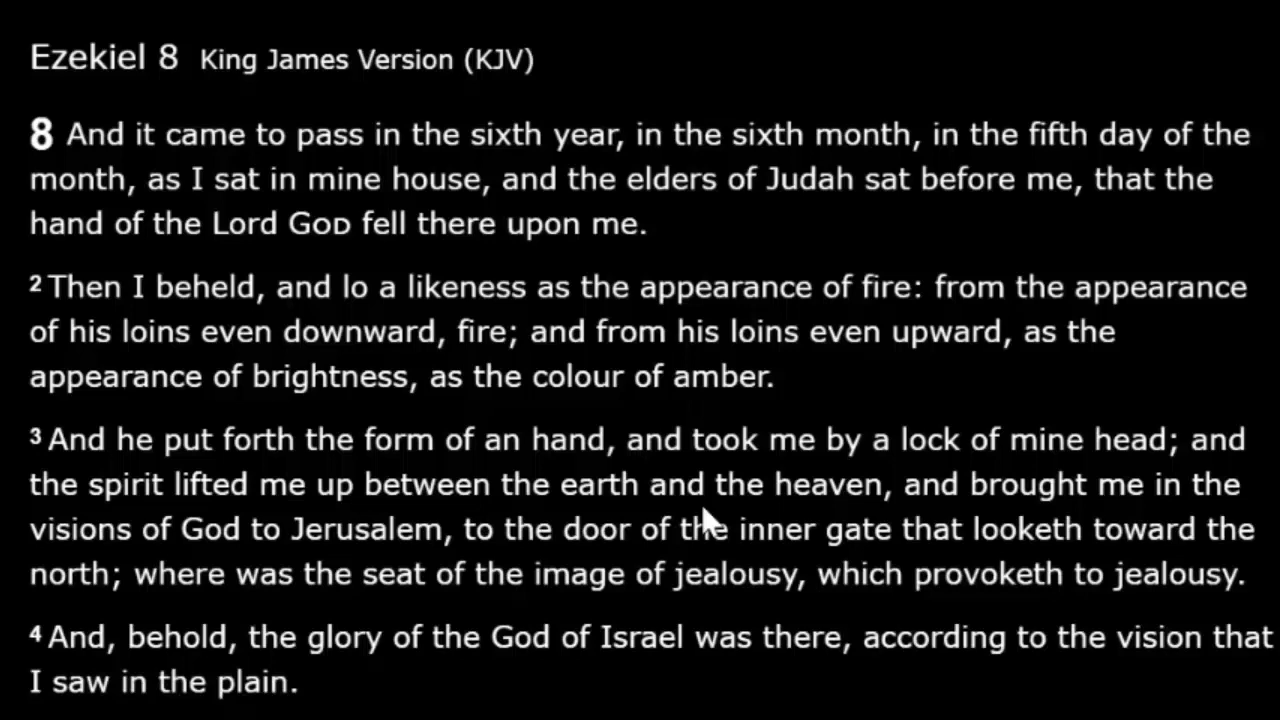 Ezekiel 8 King James Version (KJV)
8 And it came to pass in the sixth year, in the sixth month, in the fifth day of the
month, as I sat in mine house, and the elders of Judah sat before me, that the
hand of the Lord GOD fell there upon me.
2 Then I beheld, and lo a likeness as the appearance of fire: from the appearance
of his loins even downward, fire; and from his loins even upward, as the
appearance of brightness, as the colour of amber.
3 And he put forth the form of an hand, and took me by a lock of mine head; and
the spirit lifted me up between the earth and the heaven, and brought me in the
visions of God to Jerusalem, to the door of the inner gate that looketh toward the
north; where was the seat of the image of jealousy, which provoketh to jealousy.
4 And, behold, the glory of the God of Israel was there, according to the vision that
I saw in the plain.